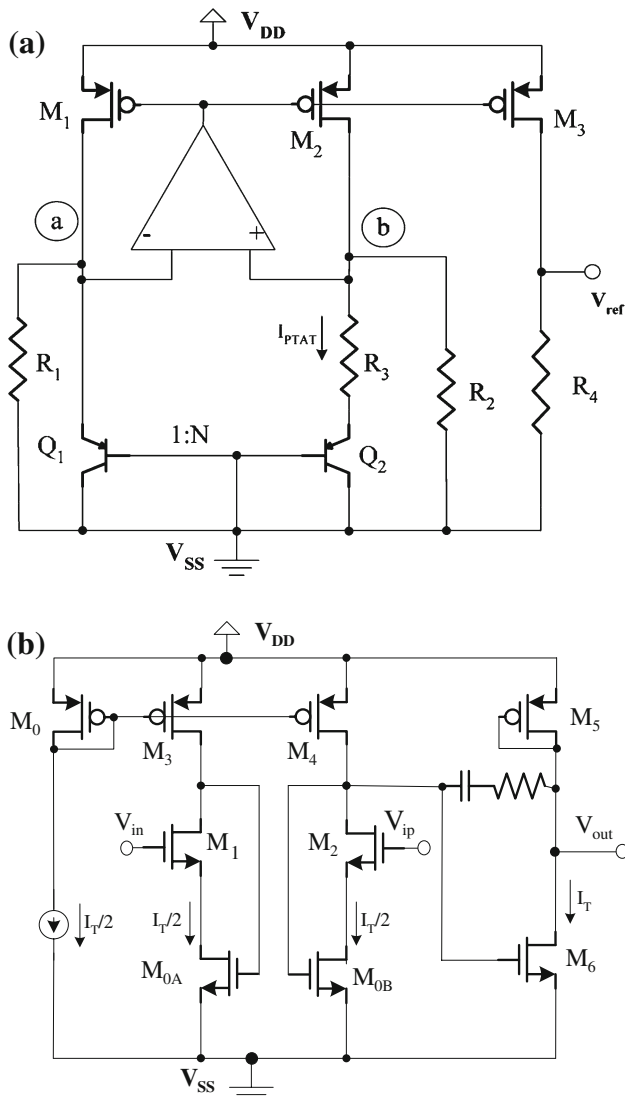 (a)
V_DD
M_1
M_2
M_3
a
b
-
+
V_ref
I_PTAT
R_1
R_3
R_2
R_4
Q_1
1:N
Q_2
V_SS
(b)
V_DD
M_0
M_3
M_4
M_5
V_in
M_1
M_2
V_ip
V_out
I_T/2
I_T/2
I_T/2
I_T
M_0A
M_0B
M_6
V_SS